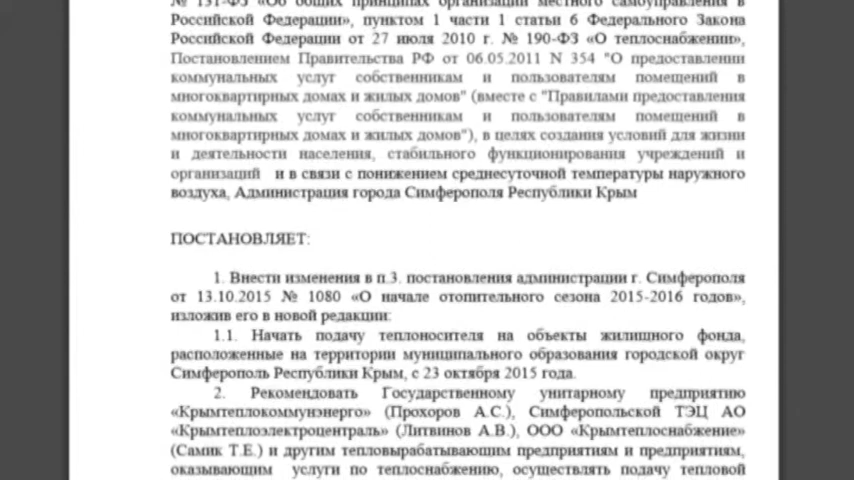 № 131-ФЗ «Об общих принципах организации местного самоуправления в
Российской Федерации», пунктом 1 части 1 статьи 6 Федерального Закона
Российской Федерации от 27 июля 2010 г. № 190-ФЗ «О теплоснабжении»,
Постановлением Правительства РФ от 06.05.2011 N 354 "О предоставлении
коммунальных услуг собственникам и пользователям помещений в
многоквартирных домах и жилых домов" (вместе с "Правилами предоставления
коммунальных услуг собственникам и пользователям помещений в
многоквартирных домах и жилых домов"), в целях создания условий для жизни
и деятельности населения, стабильного функционирования учреждений и
организаций и в связи с понижением среднесуточной температуры наружного
воздуха, Администрация города Симферополя Республики Крым
ПОСТАНОВЛЯЕТ:
1. Внести изменения в п.3. постановления администрации г. Симферополя
от 13.10.2015 № 1080 «О начале отопительного сезона 2015-2016 годов»,
изложив его в новой редакции:
1.1. Начать подачу теплоносителя на объекты жилищного фонда,
расположенные на территории муниципального образования городской округ
Симферополь Республики Крым, с 23 октября 2015 года.
2. Рекомендовать Государственному унитарному предприятию
«Крымтеплокоммунэнерго» (Прохоров А.С.), Симферопольской ТЭЦ АО
«Крымтеплоэлектроцентраль» (Литвинов А.В.), ООО «Крымтеплоснабжение»
(Самик Т.Е.) и другим тепловырабатывающим предприятиям и предприятиям,
оказывающим услуги по теплоснабжению, осуществлять подачу тепловой